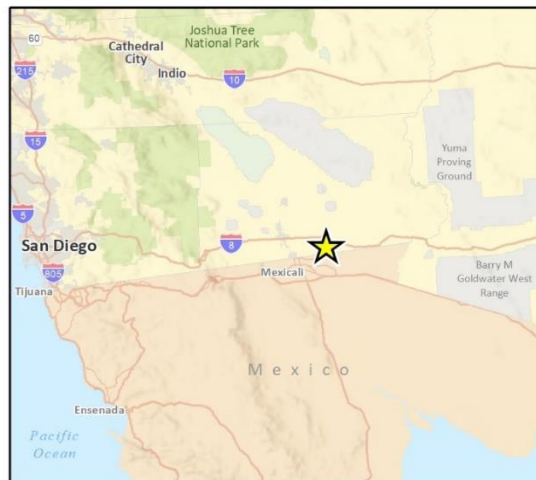 Joshua Tree
National Park
60
Cathedral
City
215
Indio
10
15
Yuma
Proving
Ground
5
San Diego
8
805
Mexicali
Tijuana
Barry M
Goldwater West
Range
Mexico
Ensenada
Pacific
Ocean